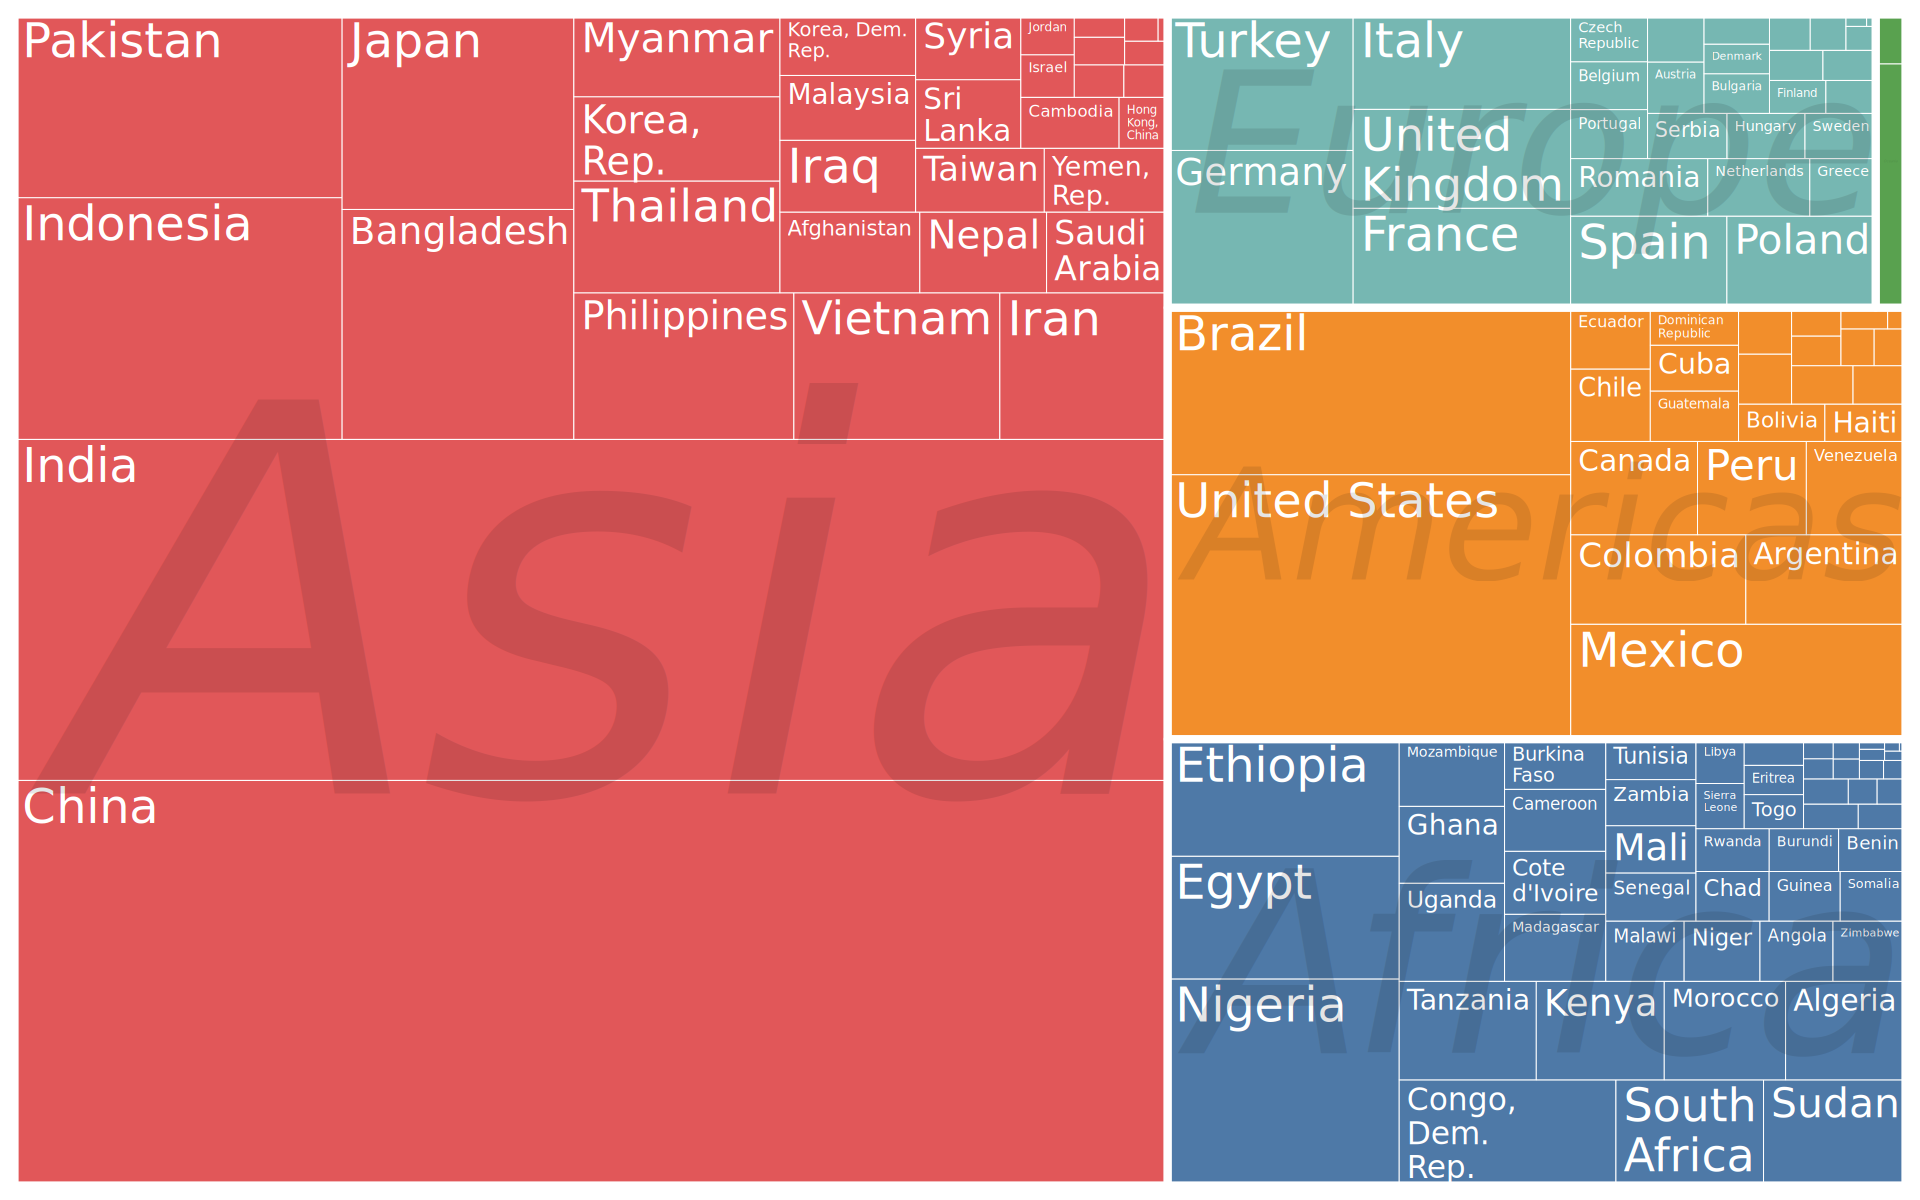 Pakistan
Indonesia
Japan
Bangladesh
Myanmar
Korea,
Rep.
Thailand
Korea, Dem.
Rep.
Malaysia
Iraq
Syria
Sri
Lanka
Jordan
Israel
Cambodia
Hong
Kong,
China
Taiwan
Yemen,
Rep.
Afghanistan
Nepal
Saudi
Arabia
Philippines
Vietnam
Iran
India
China
Asia
Turkey
Germany
Italy
United
Kingdom
France
Czech
Republic
Belgium
Portugal
Austria
Denmark
Bulgaria
Finland
Serbia
Hungary
Sweden
Romania
Netherlands
Greece
Spain
Poland
Europe
Brazil
United States
Ecuador
Chile
Dominican
Republic
Cuba
Guatemala
Bolivia
Haiti
Canada
Peru
Venezuela
Colombia
Argentina
Mexico
Americas
Ethiopia
Egypt
Nigeria
Mozambique
Ghana
Uganda
Burkina
Faso
Cameroon
Cote
d'Ivoire
Madagascar
Tunisia
Zambia
Mali
Senegal
Libya
Sierra
Leone
Eritrea
Togo
Rwanda
Burundi
Benin
Chad
Guinea
Somalia
Malawi
Niger
Angola
Zimbabwe
Tanzania
Kenya
Morocco
Algeria
Congo,
Dem.
Rep.
South
Africa
Sudan
Africa